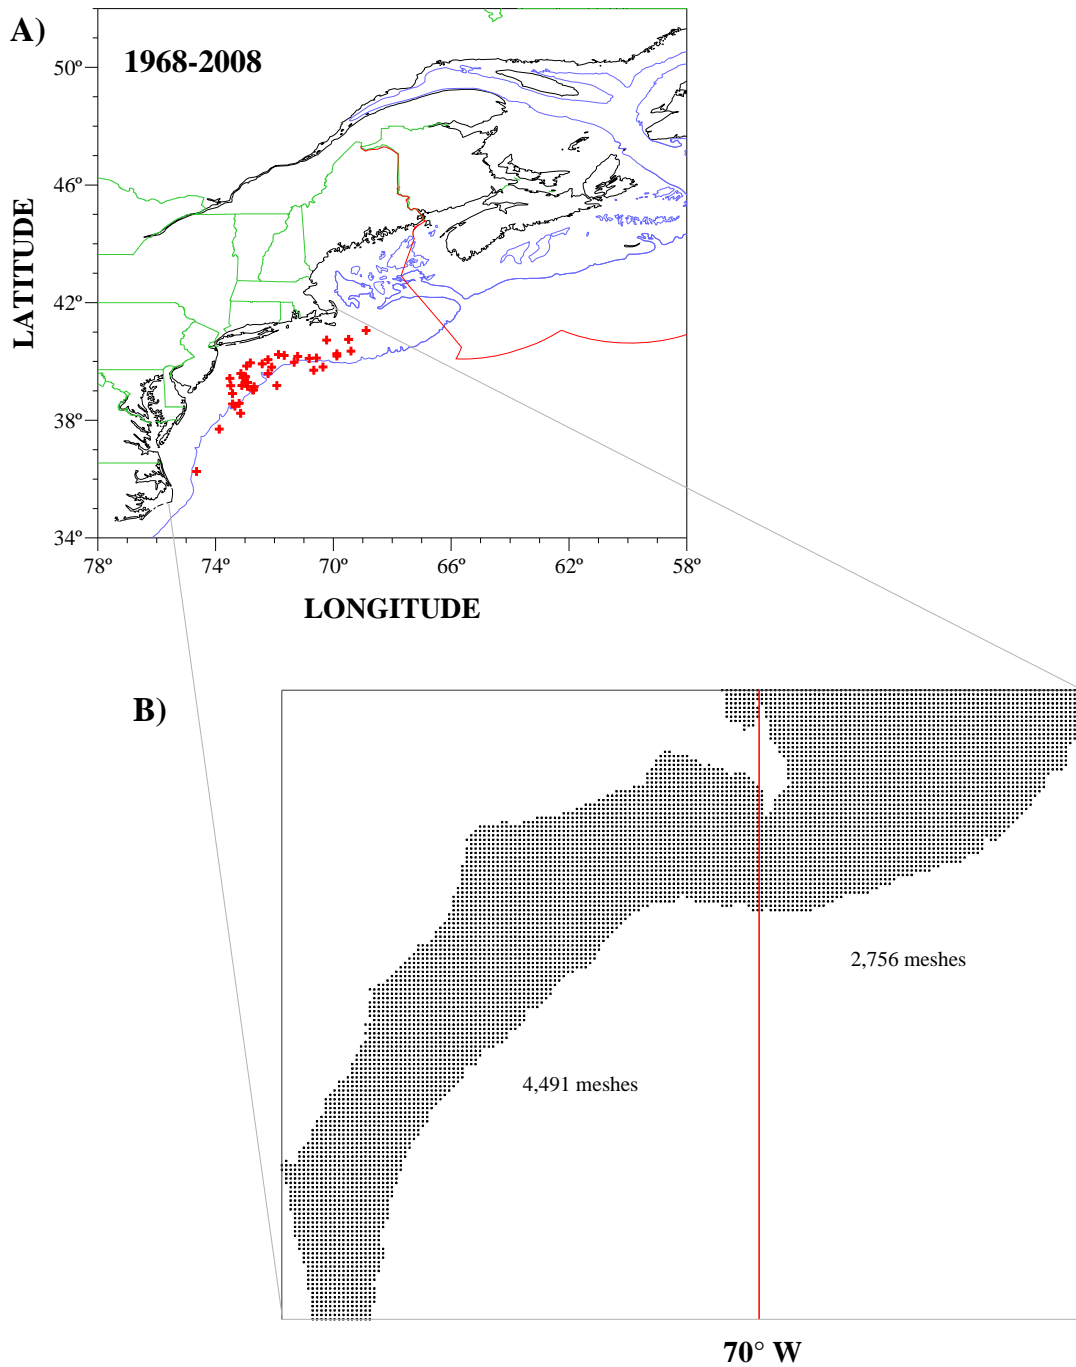 A)
1968-2008
50º
46º
42º
38º
34º
LATITUDE
78º 74º 70º 66º 62º 58º
LONGITUDE
B)
2,756 meshes
4,491 meshes
70° W